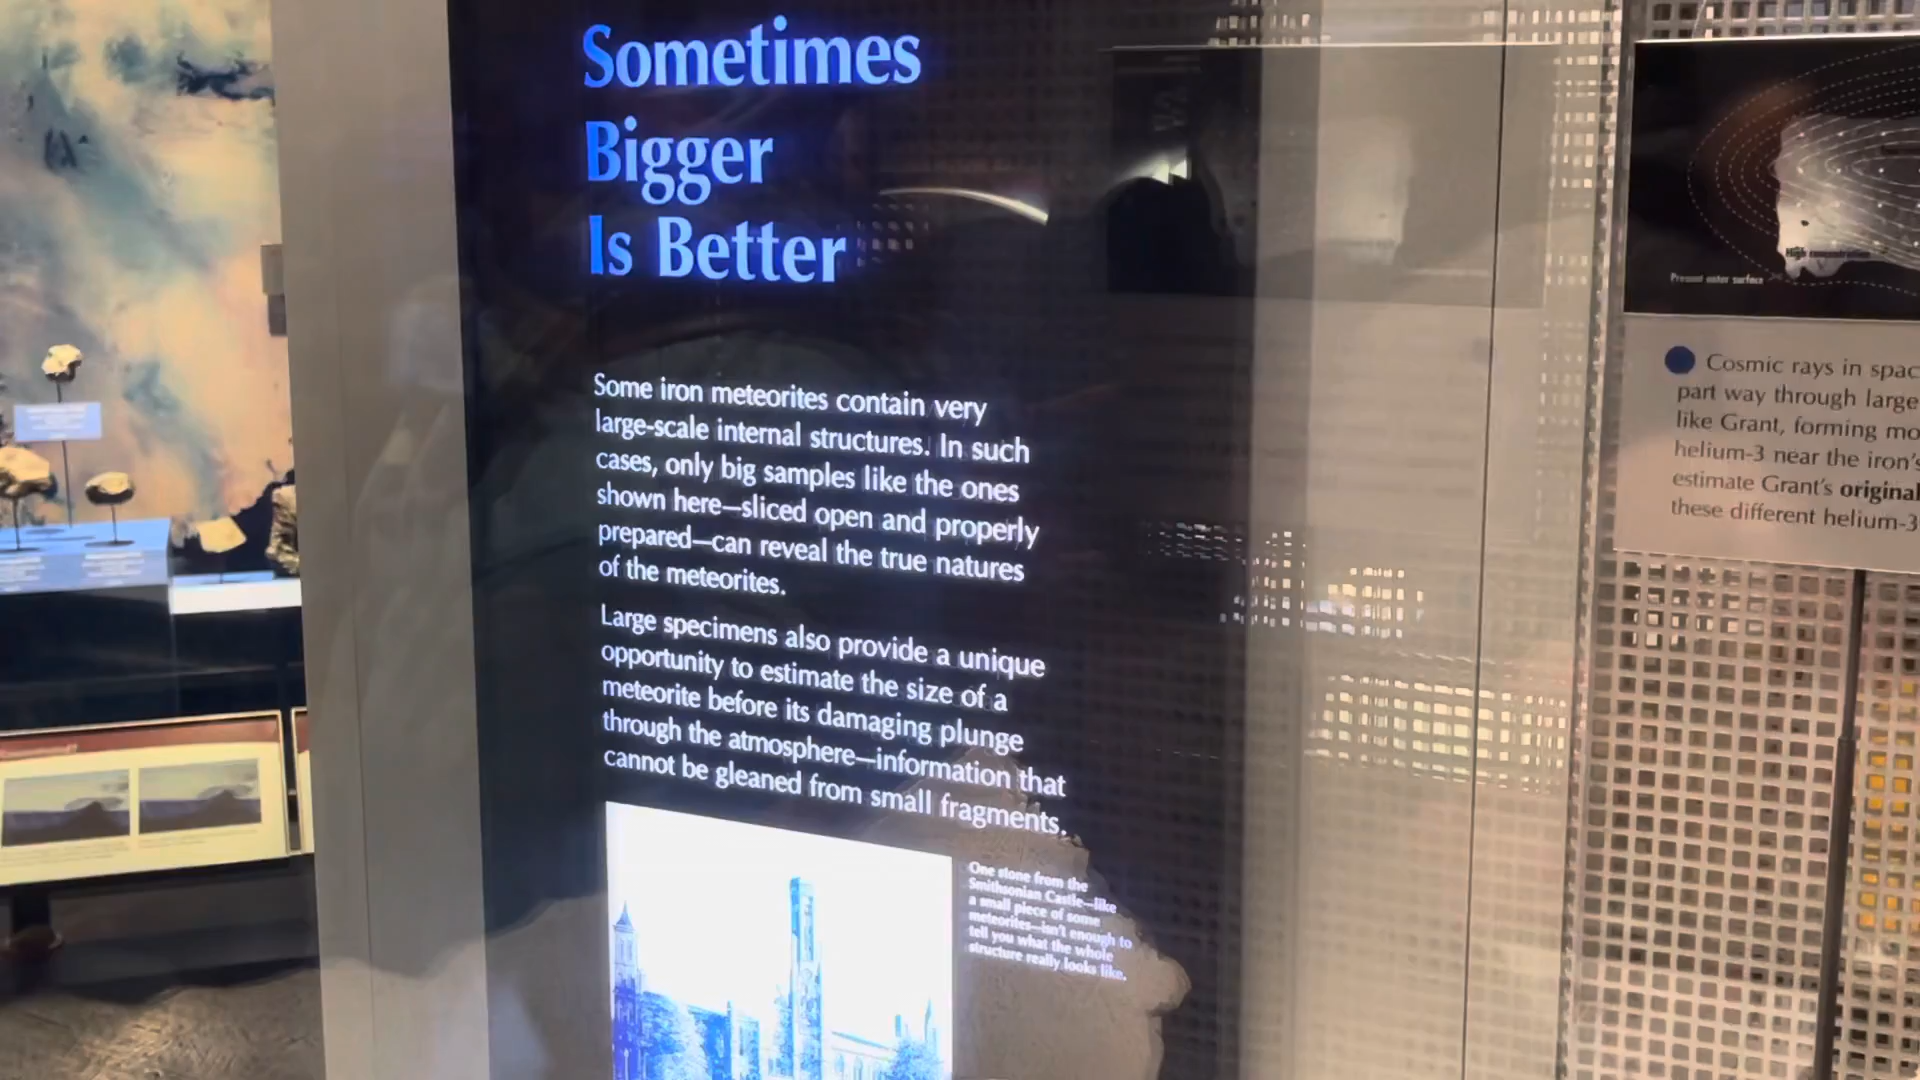 Sometimes
Bigger
Is Better
Some iron meteorites contain very
large-scale internal structures. In such
cases, only big samples like the ones
shown here—sliced open and properly
prepared—can reveal the true natures
of the meteorites.
Large specimens also provide a unique
opportunity to estimate the size of a
meteorite before its damaging plunge
through the atmosphere—information that
cannot be gleaned from small fragments.
One stone from the
Smithsonian Castle—like
a small piece of some
meteorites—isn't enough to
tell you what the whole
structure really looks like.
Present outer surface
Cosmic rays in spac
part way through large
like Grant, forming mo
helium-3 near the iron's
estimate Grant's original
these different helium-3